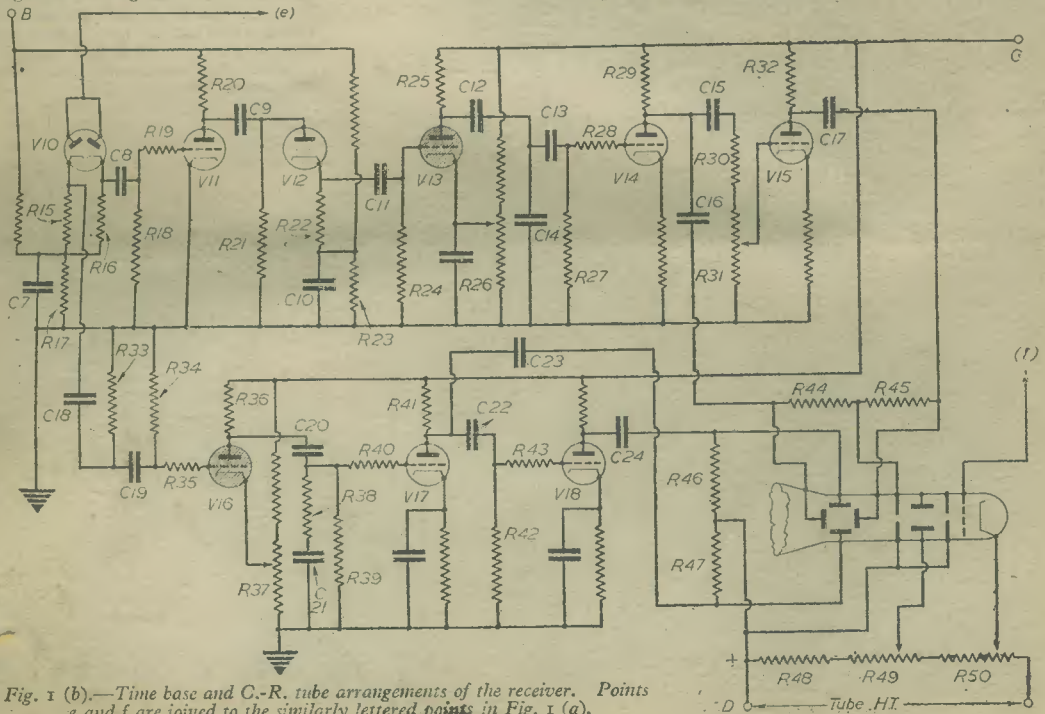 B
(e)
G
R20
C9
R25
C12
R29
C15
R32
C17
V10
C8
R19
V11
V12
V13
C13
R28
V14
R30
V15
R15
R16
R18
R21
R22
C11
C14
C16
R31
C7
C10
R24
R26
R27
R17
R33
R34
R23
C23
(f)
C18
R36
C20
R41
C22
R44
R45
R40
R43
C24
C19
R35
V16
R38
V17
V18
R46
R37
R39
R42
R47
C
21
+
R48
R49
R50
-
D
Tube H.T.
Fig. 1 (b).—Time base and C.-R. tube arrangements of the receiver. Points
e and f are joined to the similarly lettered points in Fig. 1 (a).